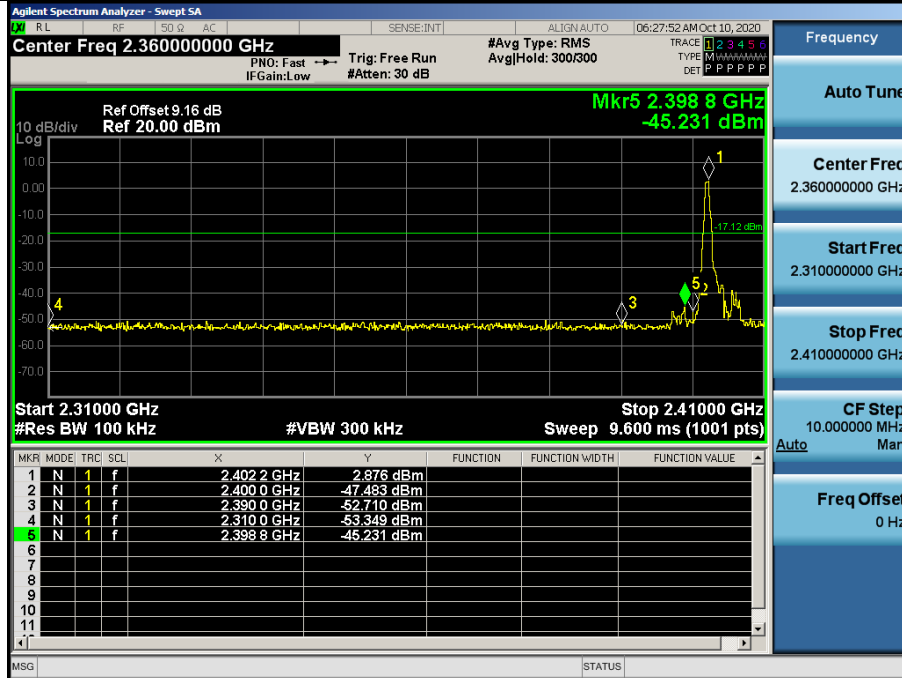 Agilent Spectrum Analyzer - Swept SA
LXI RL RF 50 Ω AC SENSE:INT ALIGN AUTO 06:27:52 AM Oct 10, 2020
Center Freq 2.360000000 GHz #Avg Type: RMS TRACE 1 2 3 4 5 6
PNO: Fast Trig: Free Run Avg|Hold: 300/300 TYPE M
IFGain:Low #Atten: 30 dB DET P P P P P P
Ref Offset 9.16 dB Mkr5 2.398 8 GHz
10 dB/div Ref 20.00 dBm -45.231 dBm
Log
10.0
0.00
-10.0
-20.0
-30.0
-40.0
-50.0
-60.0
-70.0
1
-17.12 dBm
5 2
4
3
Start 2.31000 GHz Stop 2.41000 GHz
#Res BW 100 kHz #VBW 300 kHz Sweep 9.600 ms (1001 pts)
MKR MODE TRC SCL X Y FUNCTION FUNCTION WIDTH FUNCTION VALUE
1 N 1 f 2.402 2 GHz 2.876 dBm
2 N 1 f 2.400 0 GHz -47.483 dBm
3 N 1 f 2.390 0 GHz -52.710 dBm
4 N 1 f 2.310 0 GHz -53.349 dBm
5 N 1 f 2.398 8 GHz -45.231 dBm
6
7
8
9
10
11
MSG STATUS
Frequency
Auto Tune
Center Freq
2.360000000 GHz
Start Freq
2.310000000 GHz
Stop Freq
2.410000000 GHz
CF Step
10.000000 MHz
Auto Man
Freq Offset
0 Hz